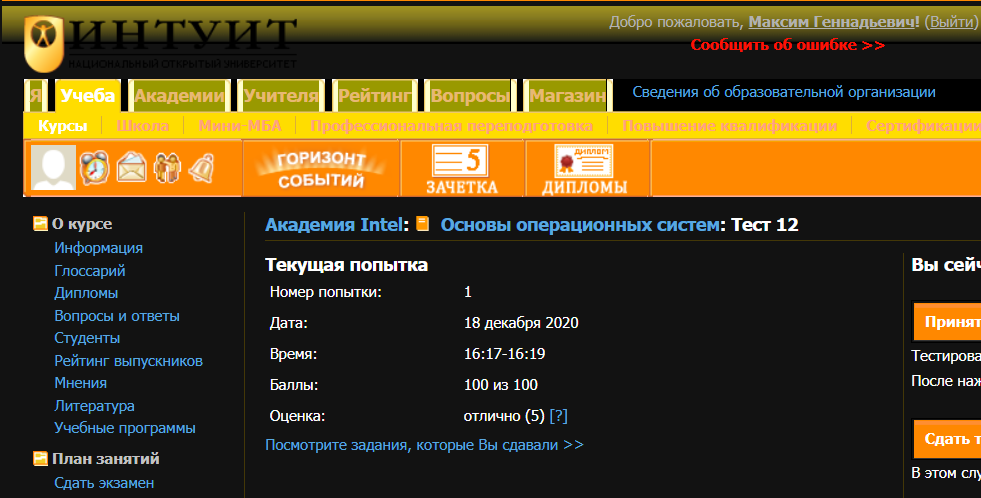 ИНТУИТ
НАЦИОНАЛЬНЫЙ ОТКРЫТЫЙ УНИВЕРСИТЕТ
Добро пожаловать, Максим Геннадьевич! (Выйти)
Сообщить об ошибке >>
Я Учеба Академии Учителя Рейтинг Вопросы Магазин Сведения об образовательной организации
Курсы Школа Мини-МБА Профессиональная переподготовка Повышение квалификации Сертификации
ГОРИЗОНТ СОБЫТИЙ
5 ЗАЧЕТКА
ДИПЛОМ ДИПЛОМЫ
О курсе
Информация
Глоссарий
Дипломы
Вопросы и ответы
Студенты
Рейтинг выпускников
Мнения
Литература
Учебные программы
План занятий
Сдать экзамен
Академия Intel: Основы операционных систем: Тест 12
Текущая попытка
Номер попытки: 1
Дата: 18 декабря 2020
Время: 16:17-16:19
Баллы: 100 из 100
Оценка: отлично (5) [?]
Посмотрите задания, которые Вы сдавали >>
Вы сейч
Принят
Тестирова
После наж
Сдать т
В этом слу